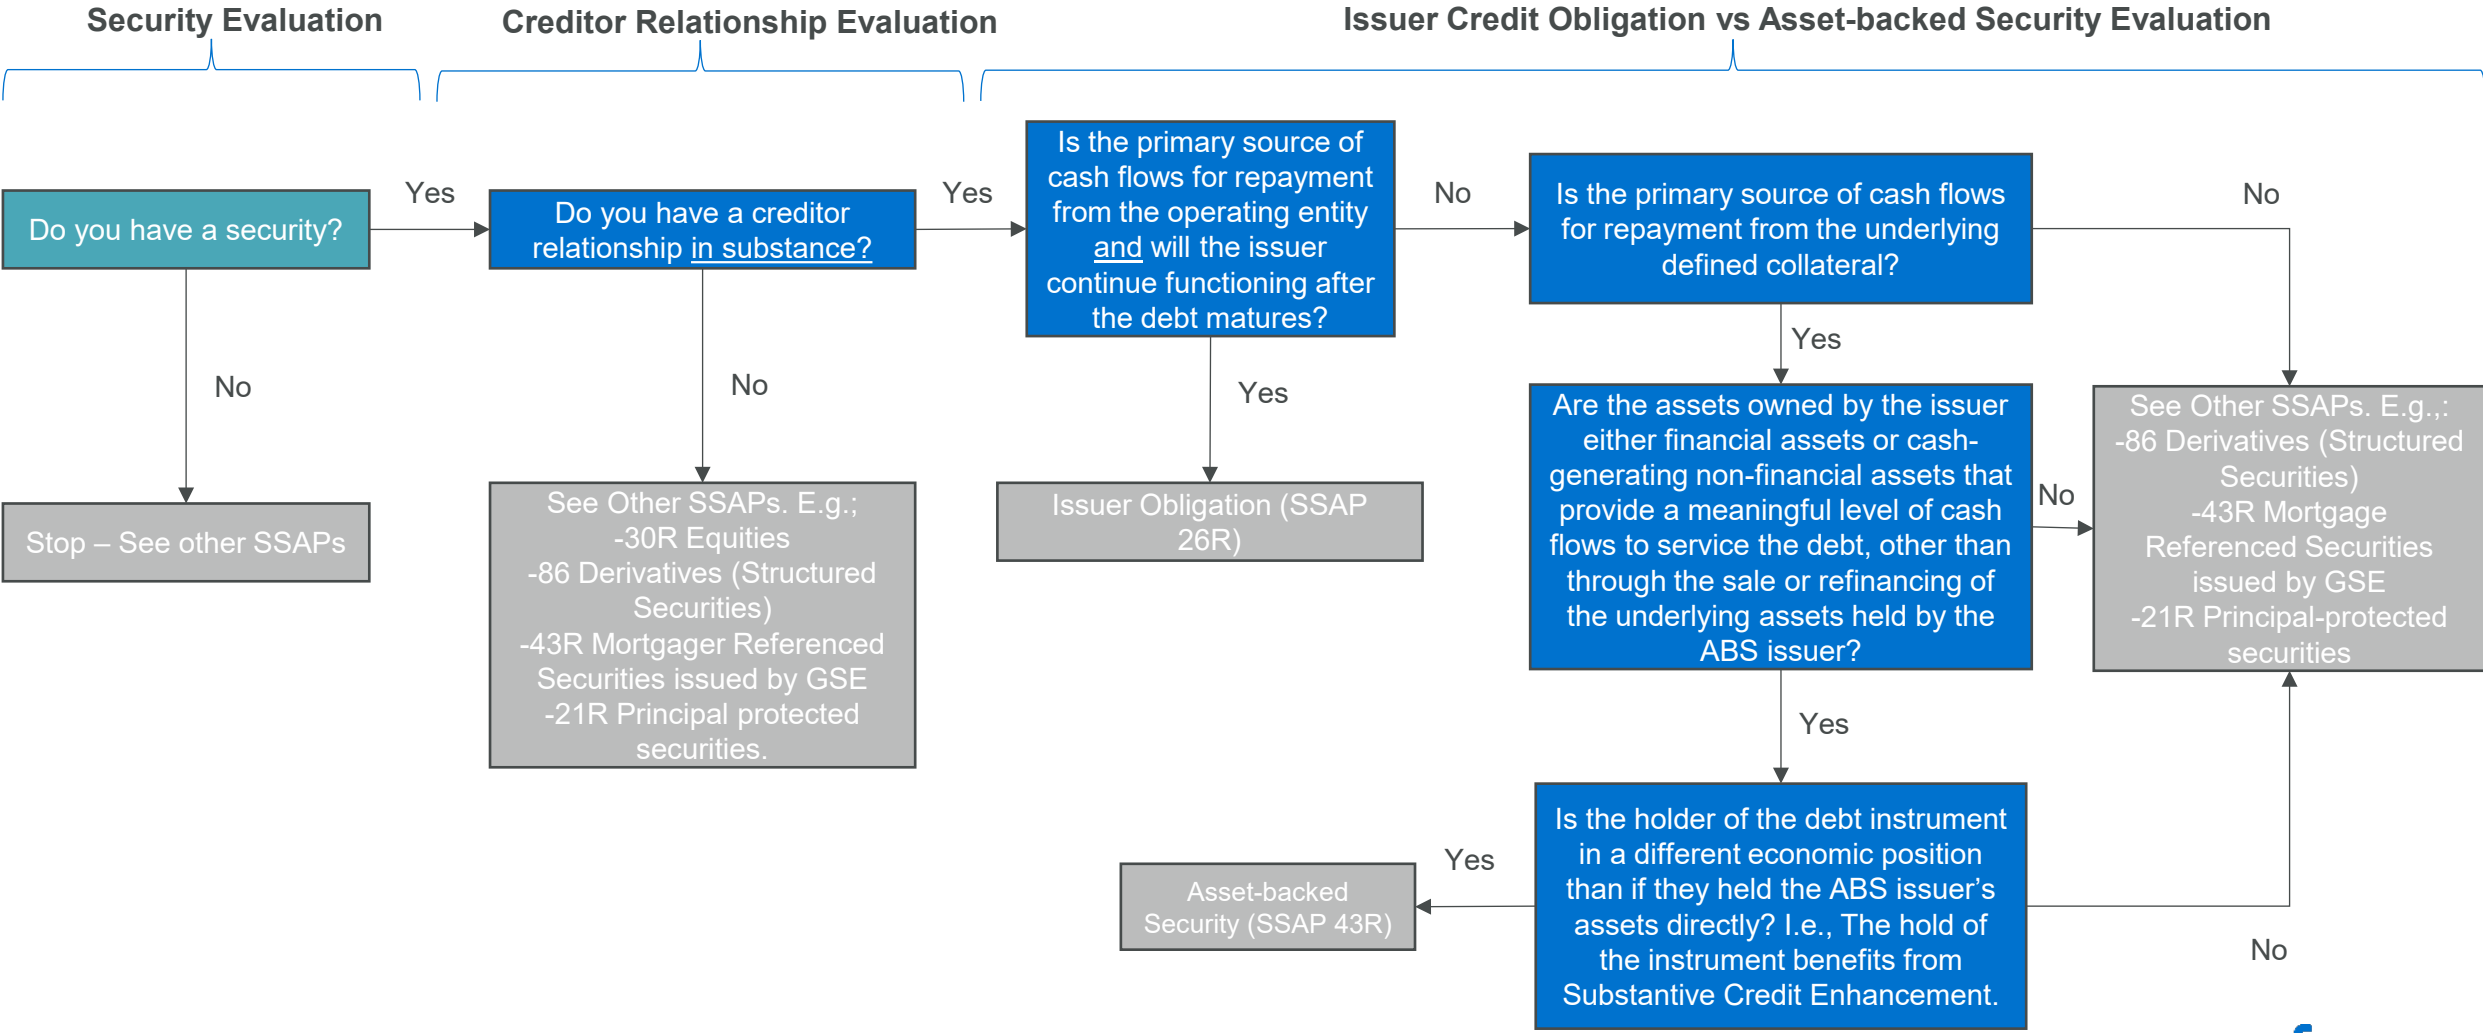 Security Evaluation
Creditor Relationship Evaluation
Issuer Credit Obligation vs Asset-backed Security Evaluation
Do you have a security?
Yes
No
Stop – See other SSAPs
Do you have a creditor
relationship in substance?
Yes
No
See Other SSAPs. E.g.;
-30R Equities
-86 Derivatives (Structured
Securities)
-43R Mortgager Referenced
Securities issued by GSE
-21R Principal protected
securities.
Is the primary source of
cash flows for repayment
from the operating entity
and will the issuer
continue functioning after
the debt matures?
No
Yes
Issuer Obligation (SSAP
26R)
Is the primary source of cash flows
for repayment from the underlying
defined collateral?
No
Yes
Are the assets owned by the issuer
either financial assets or cash-
generating non-financial assets that
provide a meaningful level of cash
flows to service the debt, other than
through the sale or refinancing of
the underlying assets held by the
ABS issuer?
No
Yes
See Other SSAPs. E.g.,:
-86 Derivatives (Structured
Securities)
-43R Mortgage
Referenced Securities
issued by GSE
-21R Principal-protected
securities
Is the holder of the debt instrument
in a different economic position
than if they held the ABS issuer’s
assets directly? I.e., The hold of
the instrument benefits from
Substantive Credit Enhancement.
Yes
No
Asset-backed
Security (SSAP 43R)